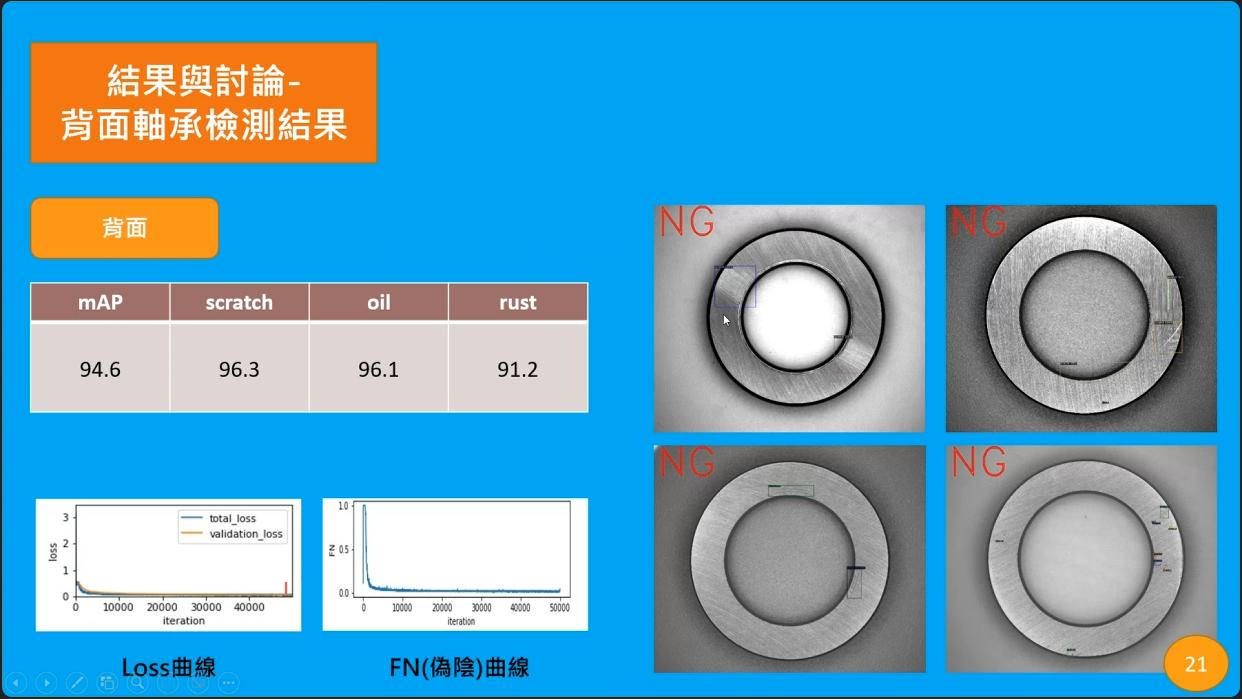 結果與討論-
背面軸承檢測結果
背面
mAP scratch oil rust
94.6 96.3 96.1 91.2
NG
NG
NG
NG
3
2
1
0
loss
total_loss
validation_loss
0 10000 20000 30000 40000
iteration
Loss曲線
1.0
0.5
0.0
FN
0 10000 20000 30000 40000 50000
iteration
FN(偽陰)曲線
21